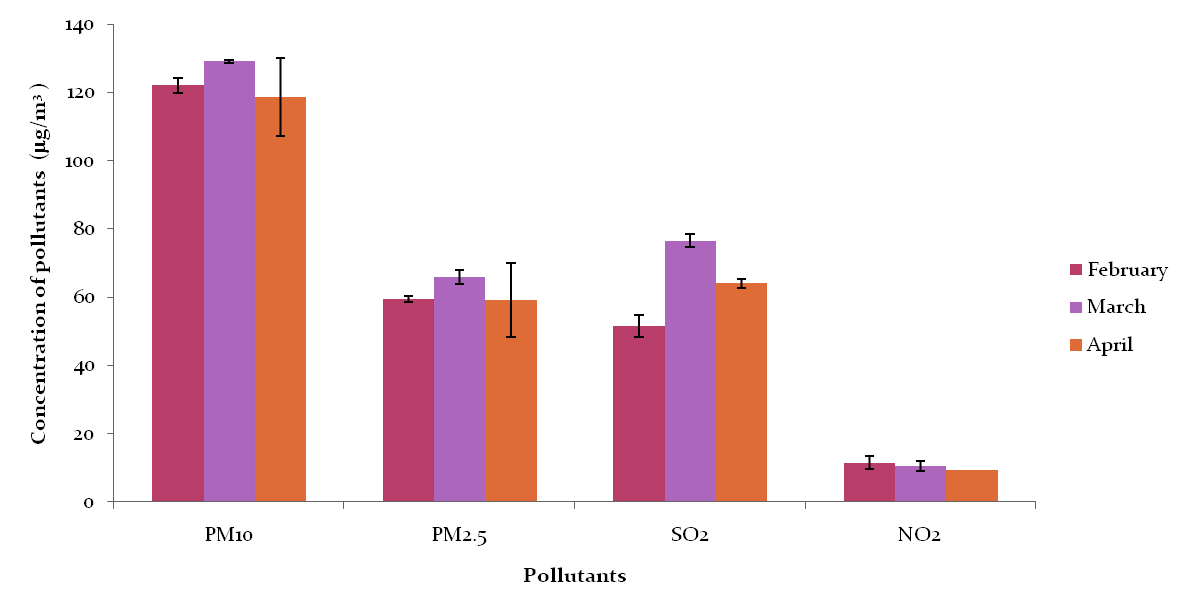 Concentration of pollutants (µg/m³ )
140
120
100
80
60
40
20
0
PM10 PM2.5 SO2 NO2
Pollutants
February
March
April